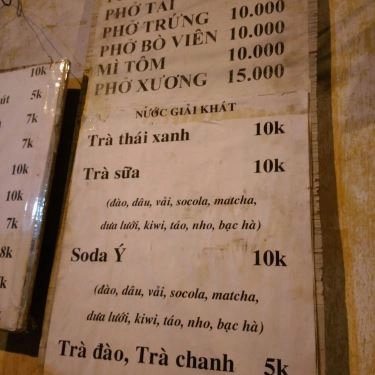 10k
út 5k
7k
7k
10k
10k
7k
8k
PHỞ TÁI 10.000
PHỞ TRỨNG 10.000
PHỞ BÒ VIÊN 10.000
MÌ TÔM 10.000
PHỞ XƯƠNG 15.000
NƯỚC GIẢI KHÁT
Trà thái xanh 10k
Trà sữa 10k
(đào, dâu, vải, socola, matcha,
dưa lưới, kiwi, táo, nho, bạc hà)
Soda Ý 10k
(đào, dâu, vải, socola, matcha,
dưa lưới, kiwi, táo, nho, bạc hà)
Trà đào, Trà chanh 5k